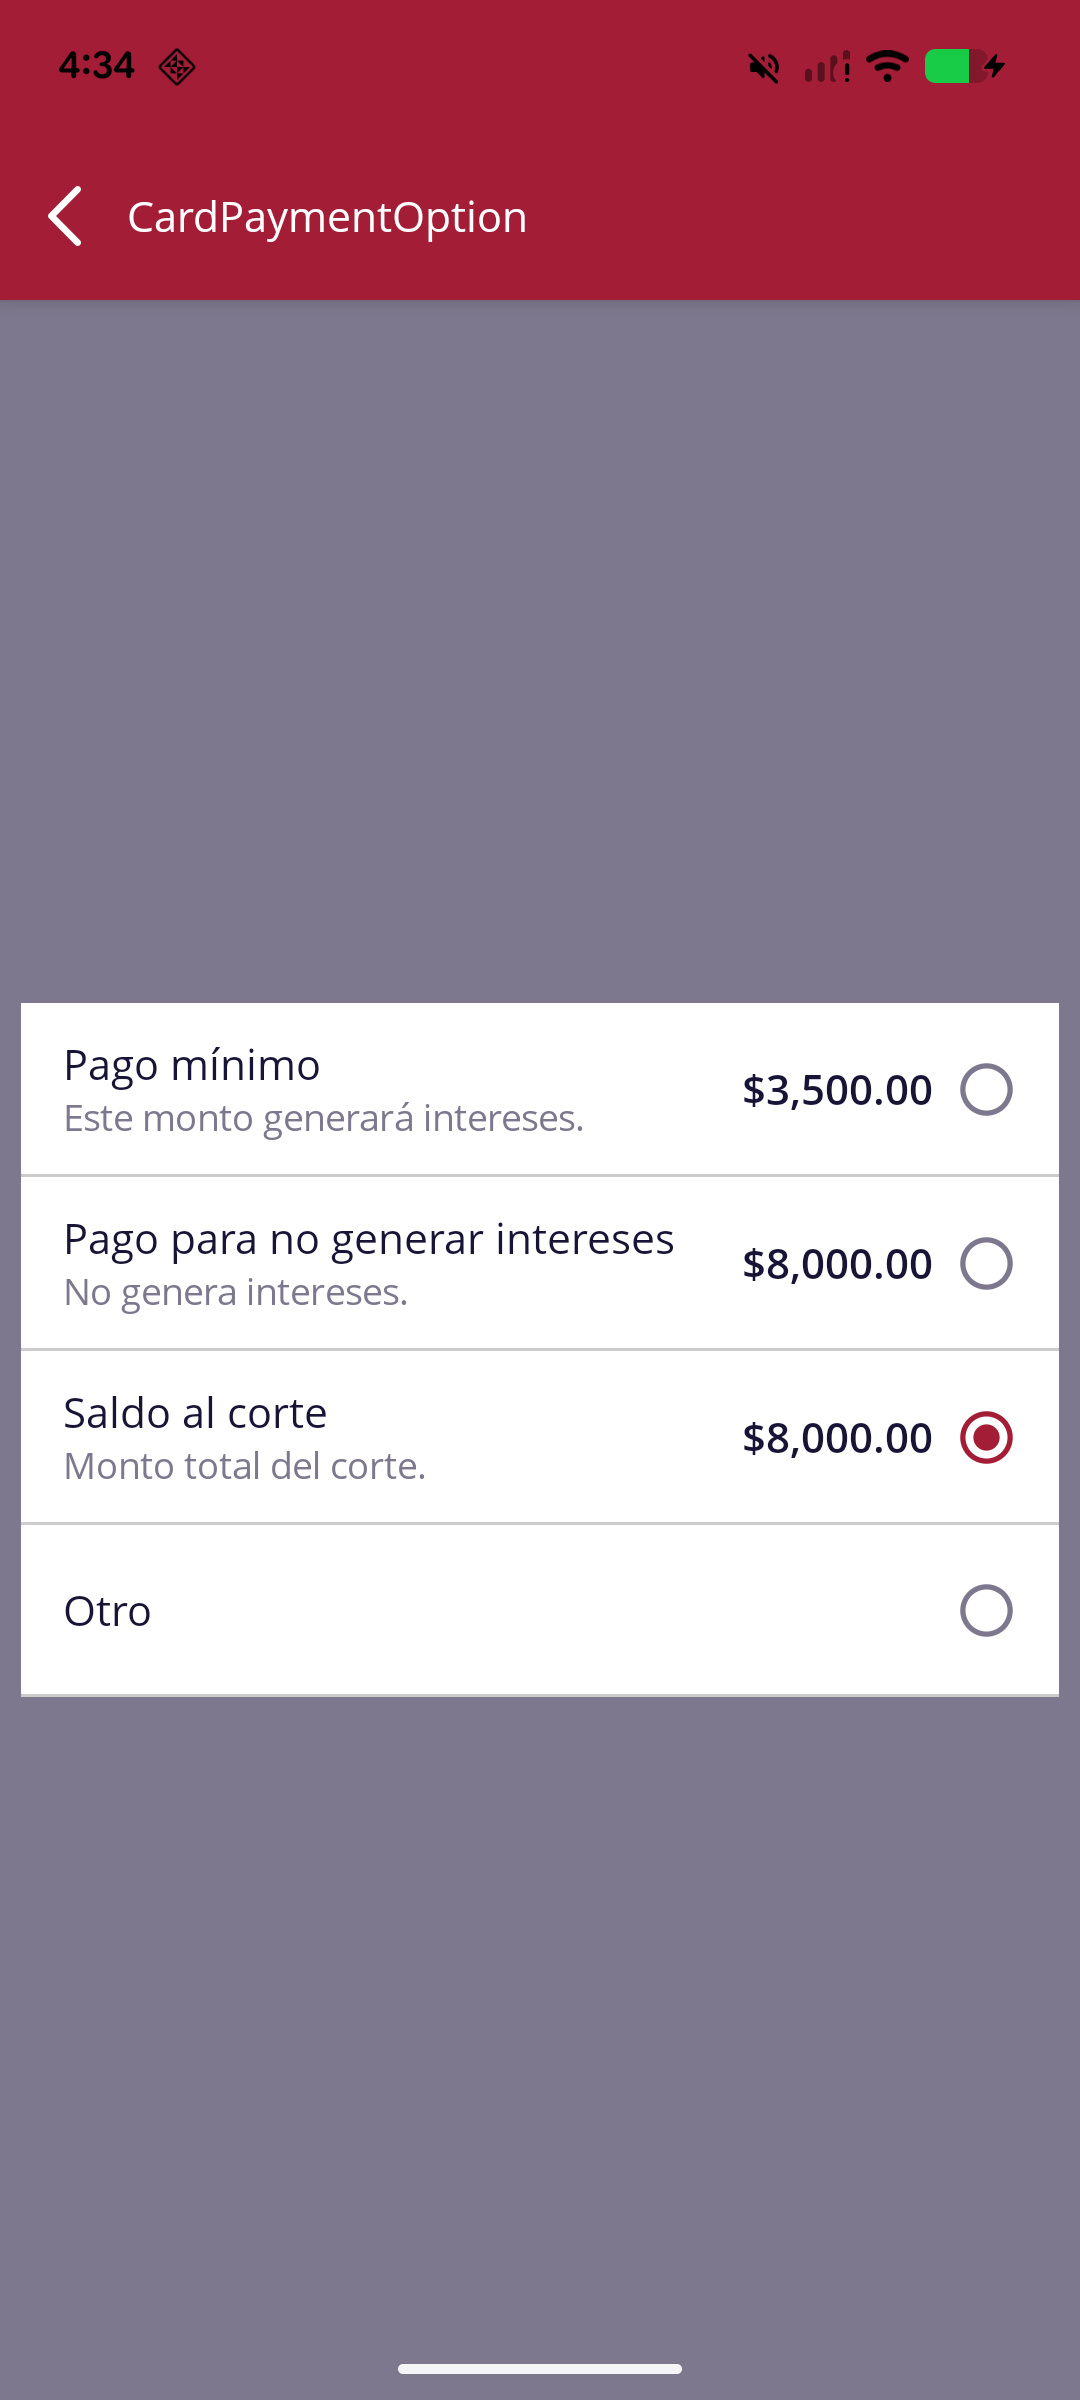 4:34
CardPaymentOption
Pago mínimo
Este monto generará intereses.
$3,500.00
Pago para no generar intereses
No genera intereses.
$8,000.00
Saldo al corte
Monto total del corte.
$8,000.00
Otro